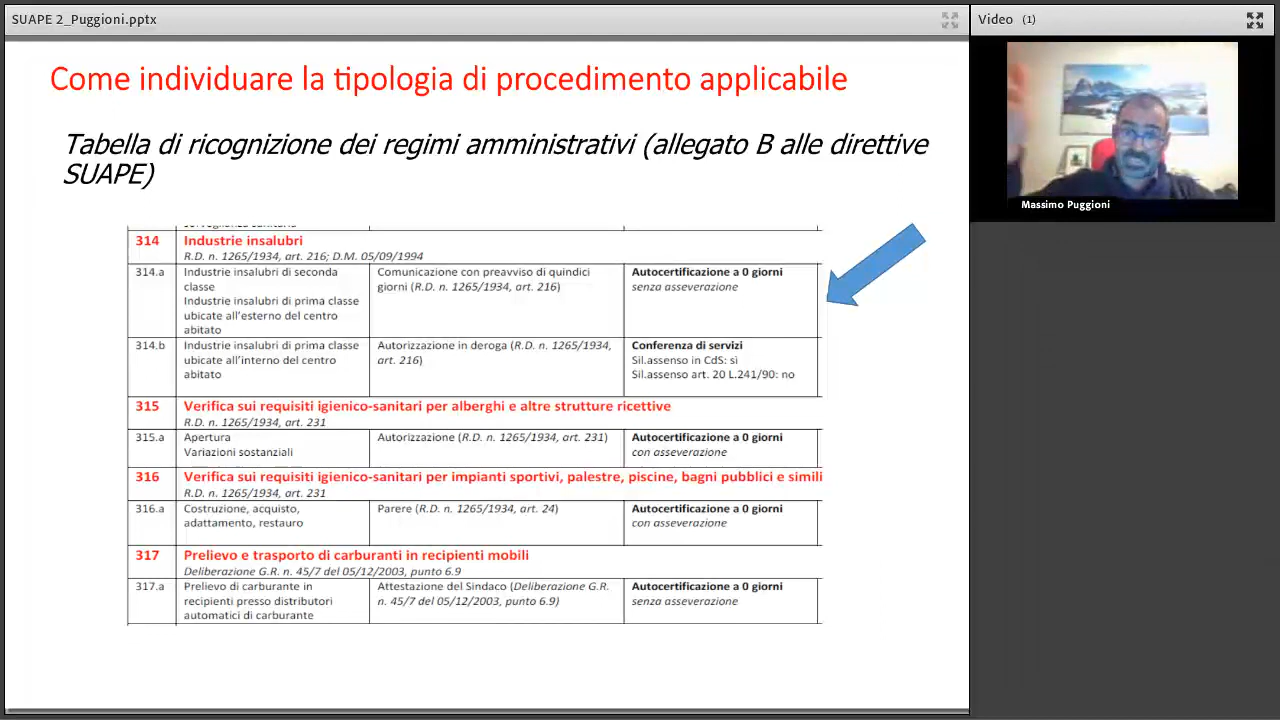 SUAPE 2_Puggioni.pptx
Video (1)
Massimo Puggioni
Come individuare la tipologia di procedimento applicabile
Tabella di ricognizione dei regimi amministrativi (allegato B alle direttive
SUAPE)
314
Industrie insalubri
R.D. n. 1265/1934, art. 216; D.M. 05/09/1994
314.a
Industrie insalubri di seconda
classe
Industrie insalubri di prima classe
ubicate all'esterno del centro
abitato
Comunicazione con preavviso di quindici
giorni (R.D. n. 1265/1934, art. 216)
Autocertificazione a 0 giorni
senza asseverazione
314.b
Industrie insalubri di prima classe
ubicate all'interno del centro
abitato
Autorizzazione in deroga (R.D. n. 1265/1934,
art. 216)
Conferenza di servizi
Sil.assenso in CdS: sì
Sil.assenso art. 20 L.241/90: no
315
Verifica sui requisiti igienico-sanitari per alberghi e altre strutture ricettive
R.D. n. 1265/1934, art. 231
315.a
Apertura
Variazioni sostanziali
Autorizzazione (R.D. n. 1265/1934, art. 231)
Autocertificazione a 0 giorni
con asseverazione
316
Verifica sui requisiti igienico-sanitari per impianti sportivi, palestre, piscine, bagni pubblici e simili
R.D. n. 1265/1934, art. 231
316.a
Costruzione, acquisto,
adattamento, restauro
Parere (R.D. n. 1265/1934, art. 24)
Autocertificazione a 0 giorni
con asseverazione
317
Prelievo e trasporto di carburanti in recipienti mobili
Deliberazione G.R. n. 45/7 del 05/12/2003, punto 6.9
317.a
Prelievo di carburante in
recipienti presso distributori
automatici di carburante
Attestazione del Sindaco (Deliberazione G.R.
n. 45/7 del 05/12/2003, punto 6.9)
Autocertificazione a 0 giorni
senza asseverazione